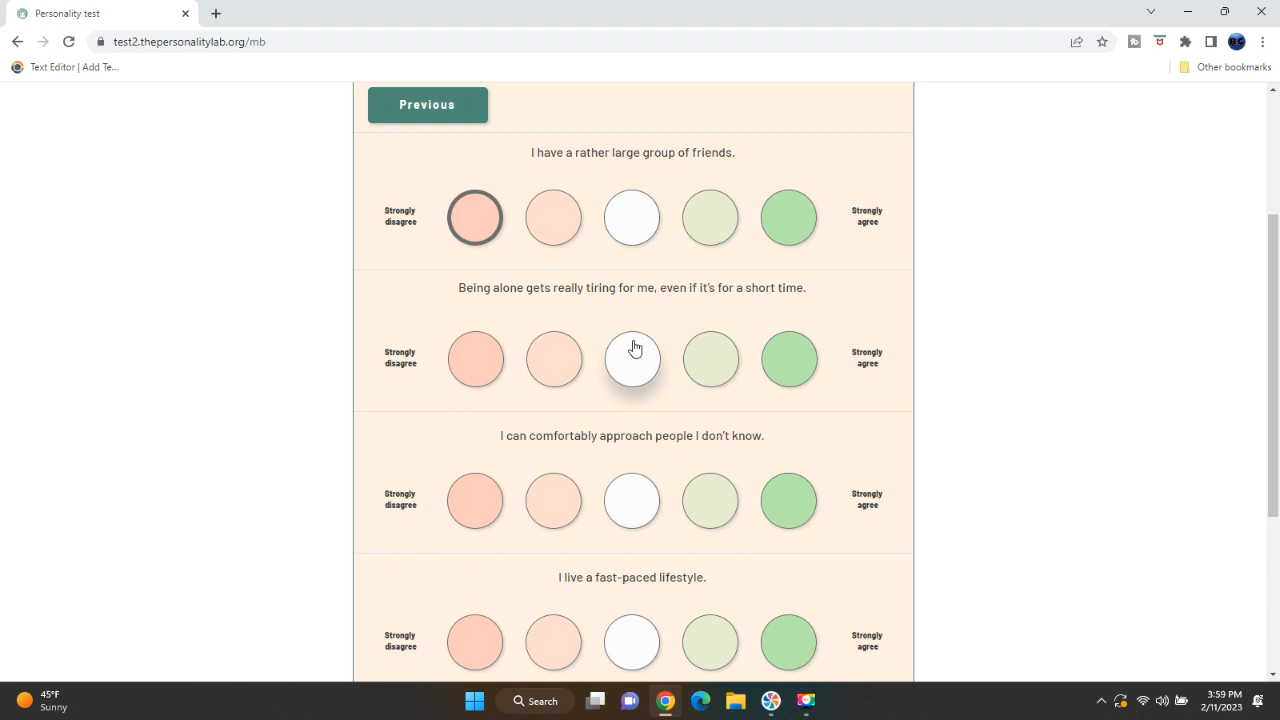 Personality test
test2.thepersonalitylab.org/mb
Text Editor | Add Te...
Other bookmarks
Previous
I have a rather large group of friends.
Strongly disagree
Strongly agree
Being alone gets really tiring for me, even if it's for a short time.
Strongly disagree
Strongly agree
I can comfortably approach people I don't know.
Strongly disagree
Strongly agree
I live a fast-paced lifestyle.
Strongly disagree
Strongly agree
45°F
Sunny
Search
3:59 PM
2/11/2023